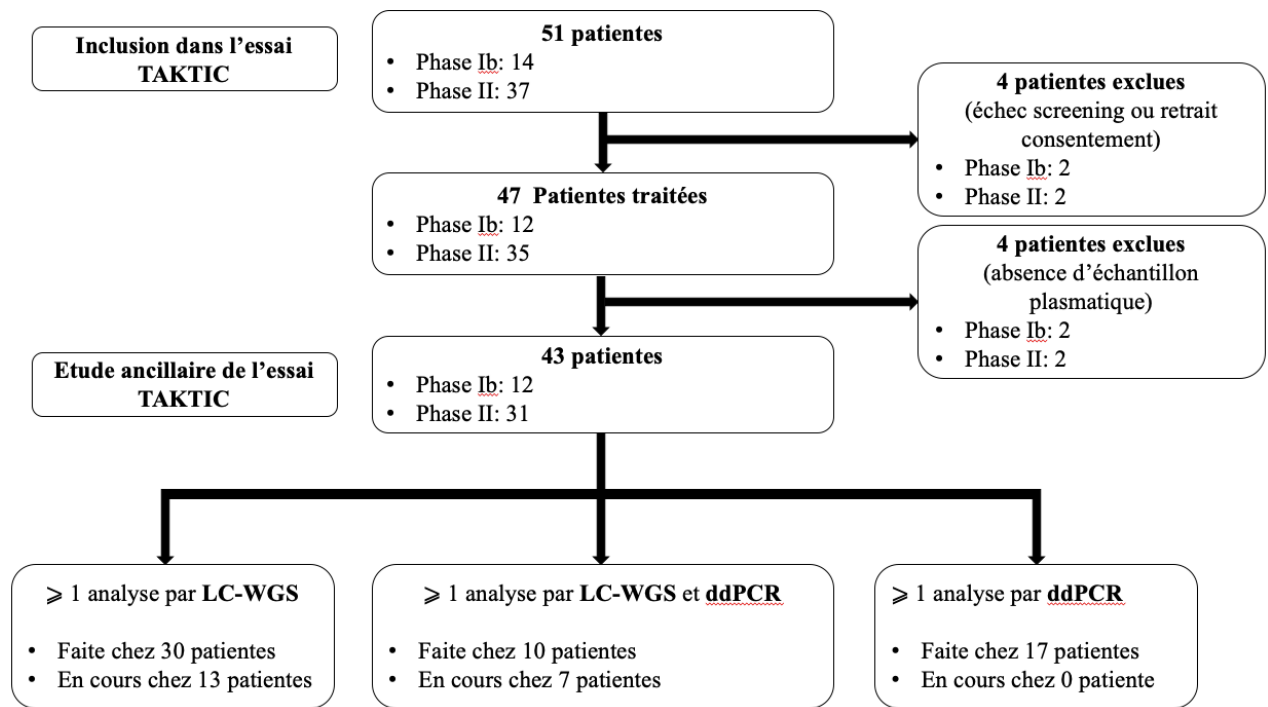 Inclusion dans l'essai
TAKTIC
51 patientes
• Phase Ib: 14
• Phase II: 37
4 patientes exclues
(échec screening ou retrait
consentement)
• Phase Ib: 2
• Phase II: 2
47 Patientes traitées
• Phase Ib: 12
• Phase II: 35
4 patientes exclues
(absence d'échantillon
plasmatique)
• Phase Ib: 2
• Phase II: 2
Etude ancillaire de l'essai
TAKTIC
43 patientes
• Phase Ib: 12
• Phase II: 31
⩾ 1 analyse par LC-WGS
• Faite chez 30 patientes
• En cours chez 13 patientes
⩾ 1 analyse par LC-WGS et ddPCR
• Faite chez 10 patientes
• En cours chez 7 patientes
⩾ 1 analyse par ddPCR
• Faite chez 17 patientes
• En cours chez 0 patiente